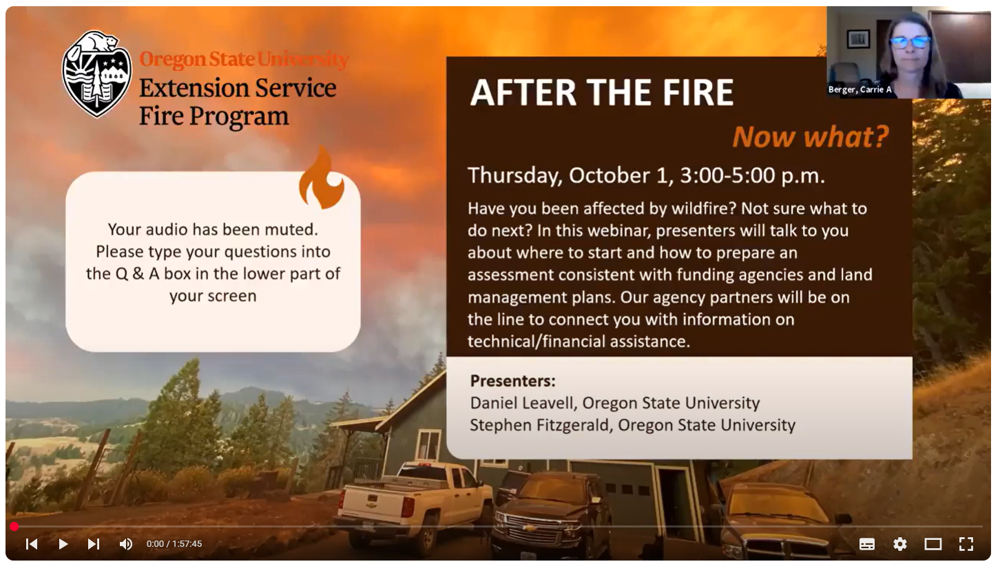 Oregon State University
Extension Service
Fire Program
1868
Your audio has been muted.
Please type your questions into
the Q & A box in the lower part of
your screen
AFTER THE FIRE
Now what?
Thursday, October 1, 3:00-5:00 p.m.
Have you been affected by wildfire? Not sure what to
do next? In this webinar, presenters will talk to you
about where to start and how to prepare an
assessment consistent with funding agencies and land
management plans. Our agency partners will be on
the line to connect you with information on
technical/financial assistance.
Presenters:
Daniel Leavell, Oregon State University
Stephen Fitzgerald, Oregon State University
Berger, Carrie A
0:00 / 1:57:45